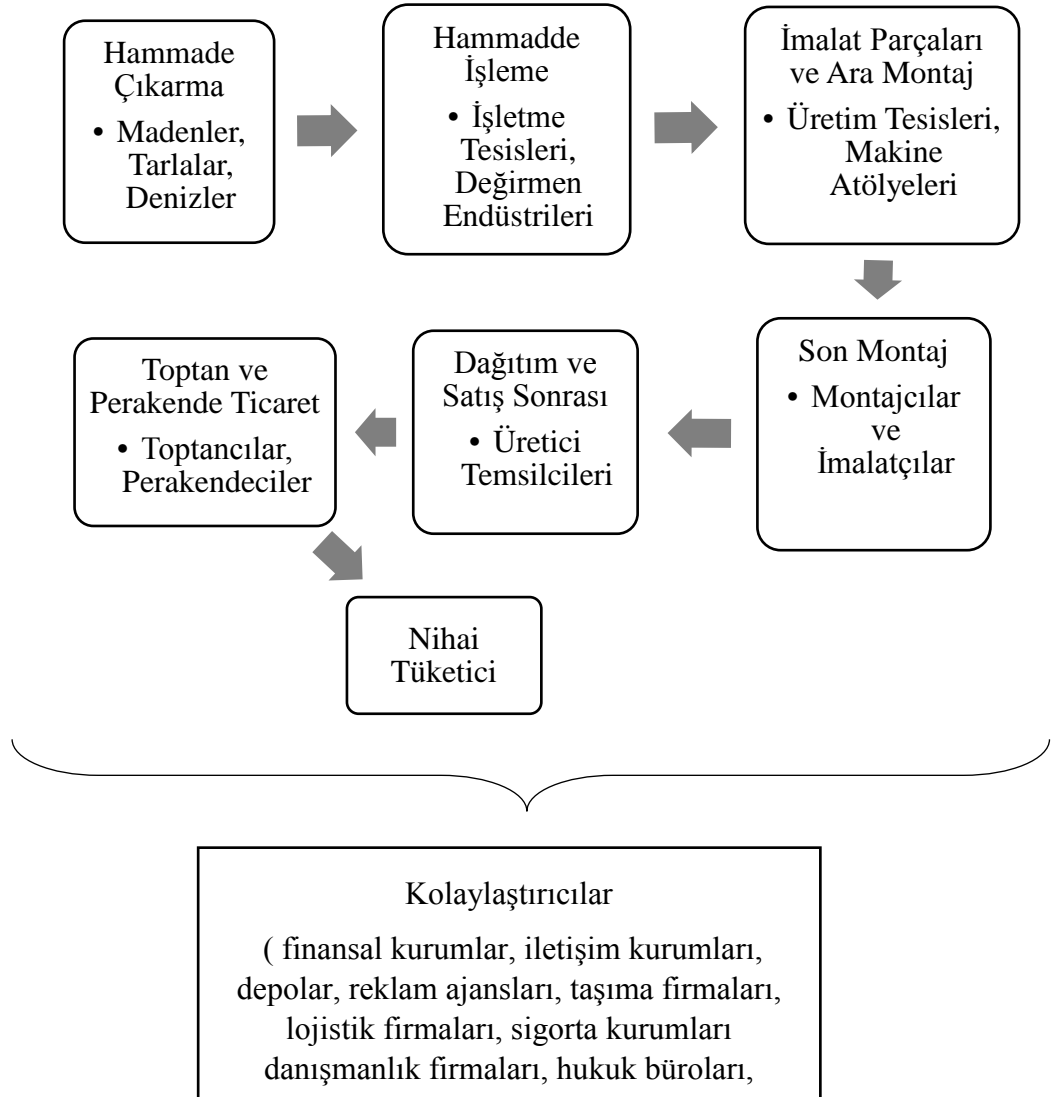 Hammade
Çıkarma
• Madenler,
Tarlalar,
Denizler
Hammadde
İşleme
• İşletme
Tesisleri,
Değirmen
Endüstrileri
İmalat Parçaları
ve Ara Montaj
• Üretim Tesisleri,
Makine
Atölyeleri
Son Montaj
• Montajcılar
ve
İmalatçılar
Dağıtım ve
Satış Sonrası
• Üretici
Temsilcileri
Toptan ve
Perakende Ticaret
• Toptancılar,
Perakendeciler
Nihai
Tüketici
Kolaylaştırıcılar
( finansal kurumlar, iletişim kurumları,
depolar, reklam ajansları, taşıma firmaları,
lojistik firmaları, sigorta kurumları
danışmanlık firmaları, hukuk büroları,